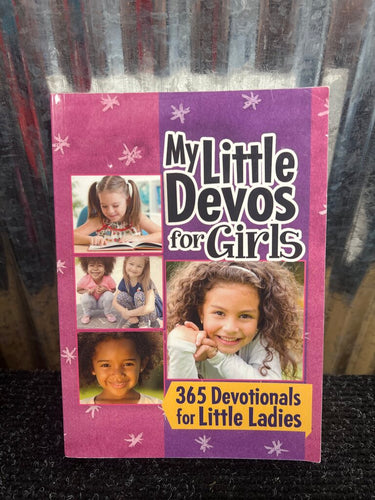 My Little
Devos
for Girls
365 Devotionals
for Little Ladies